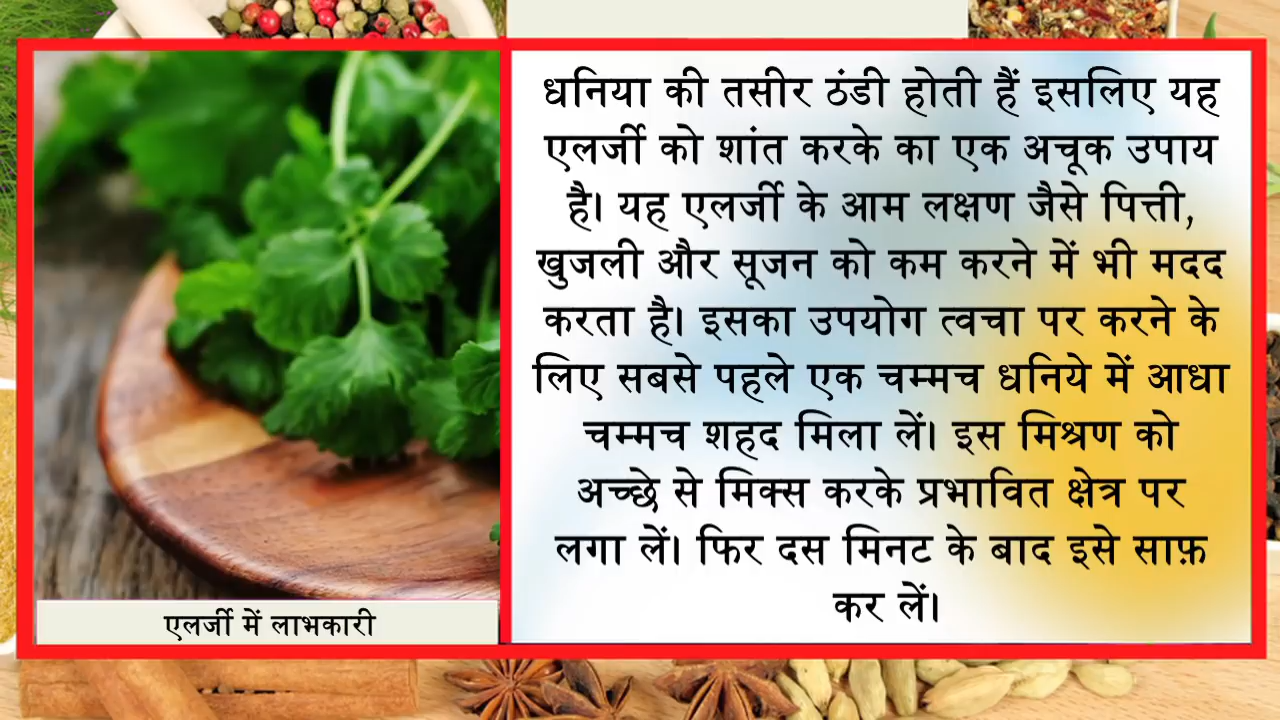 धनिया की तसीर ठंडी होती हैं इसलिए यह
एलर्जी को शांत करके का एक अचूक उपाय
है। यह एलर्जी के आम लक्षण जैसे पित्ती,
खुजली और सूजन को कम करने में भी मदद
करता है। इसका उपयोग त्वचा पर करने के
लिए सबसे पहले एक चम्मच धनिये में आधा
चम्मच शहद मिला लें। इस मिश्रण को
अच्छे से मिक्स करके प्रभावित क्षेत्र पर
लगा लें। फिर दस मिनट के बाद इसे साफ़
कर लें।
एलर्जी में लाभकारी